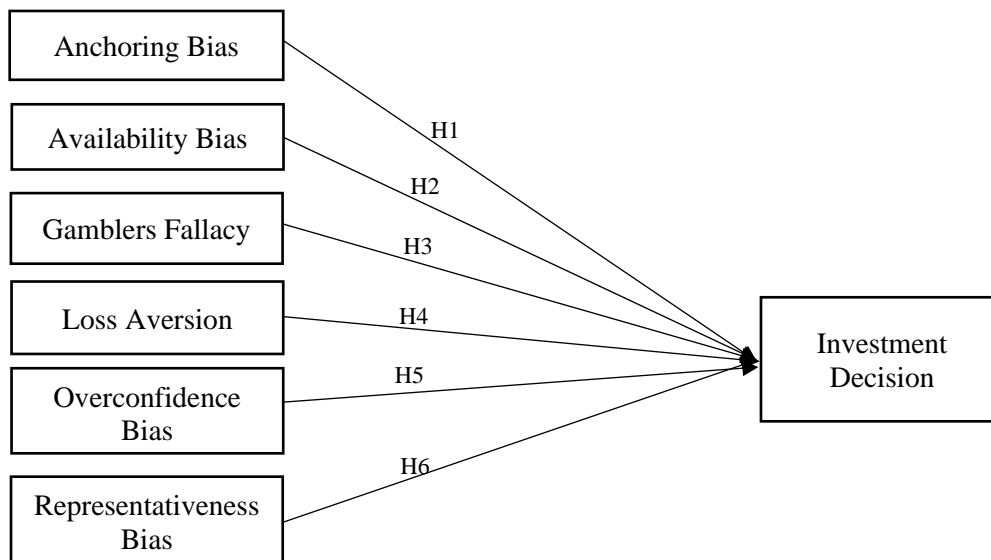 Anchoring Bias
H1
Availability Bias
H2
Gamblers Fallacy
H3
Loss Aversion
H4
Overconfidence
Bias
H5
Representativeness
Bias
H6
Investment
Decision